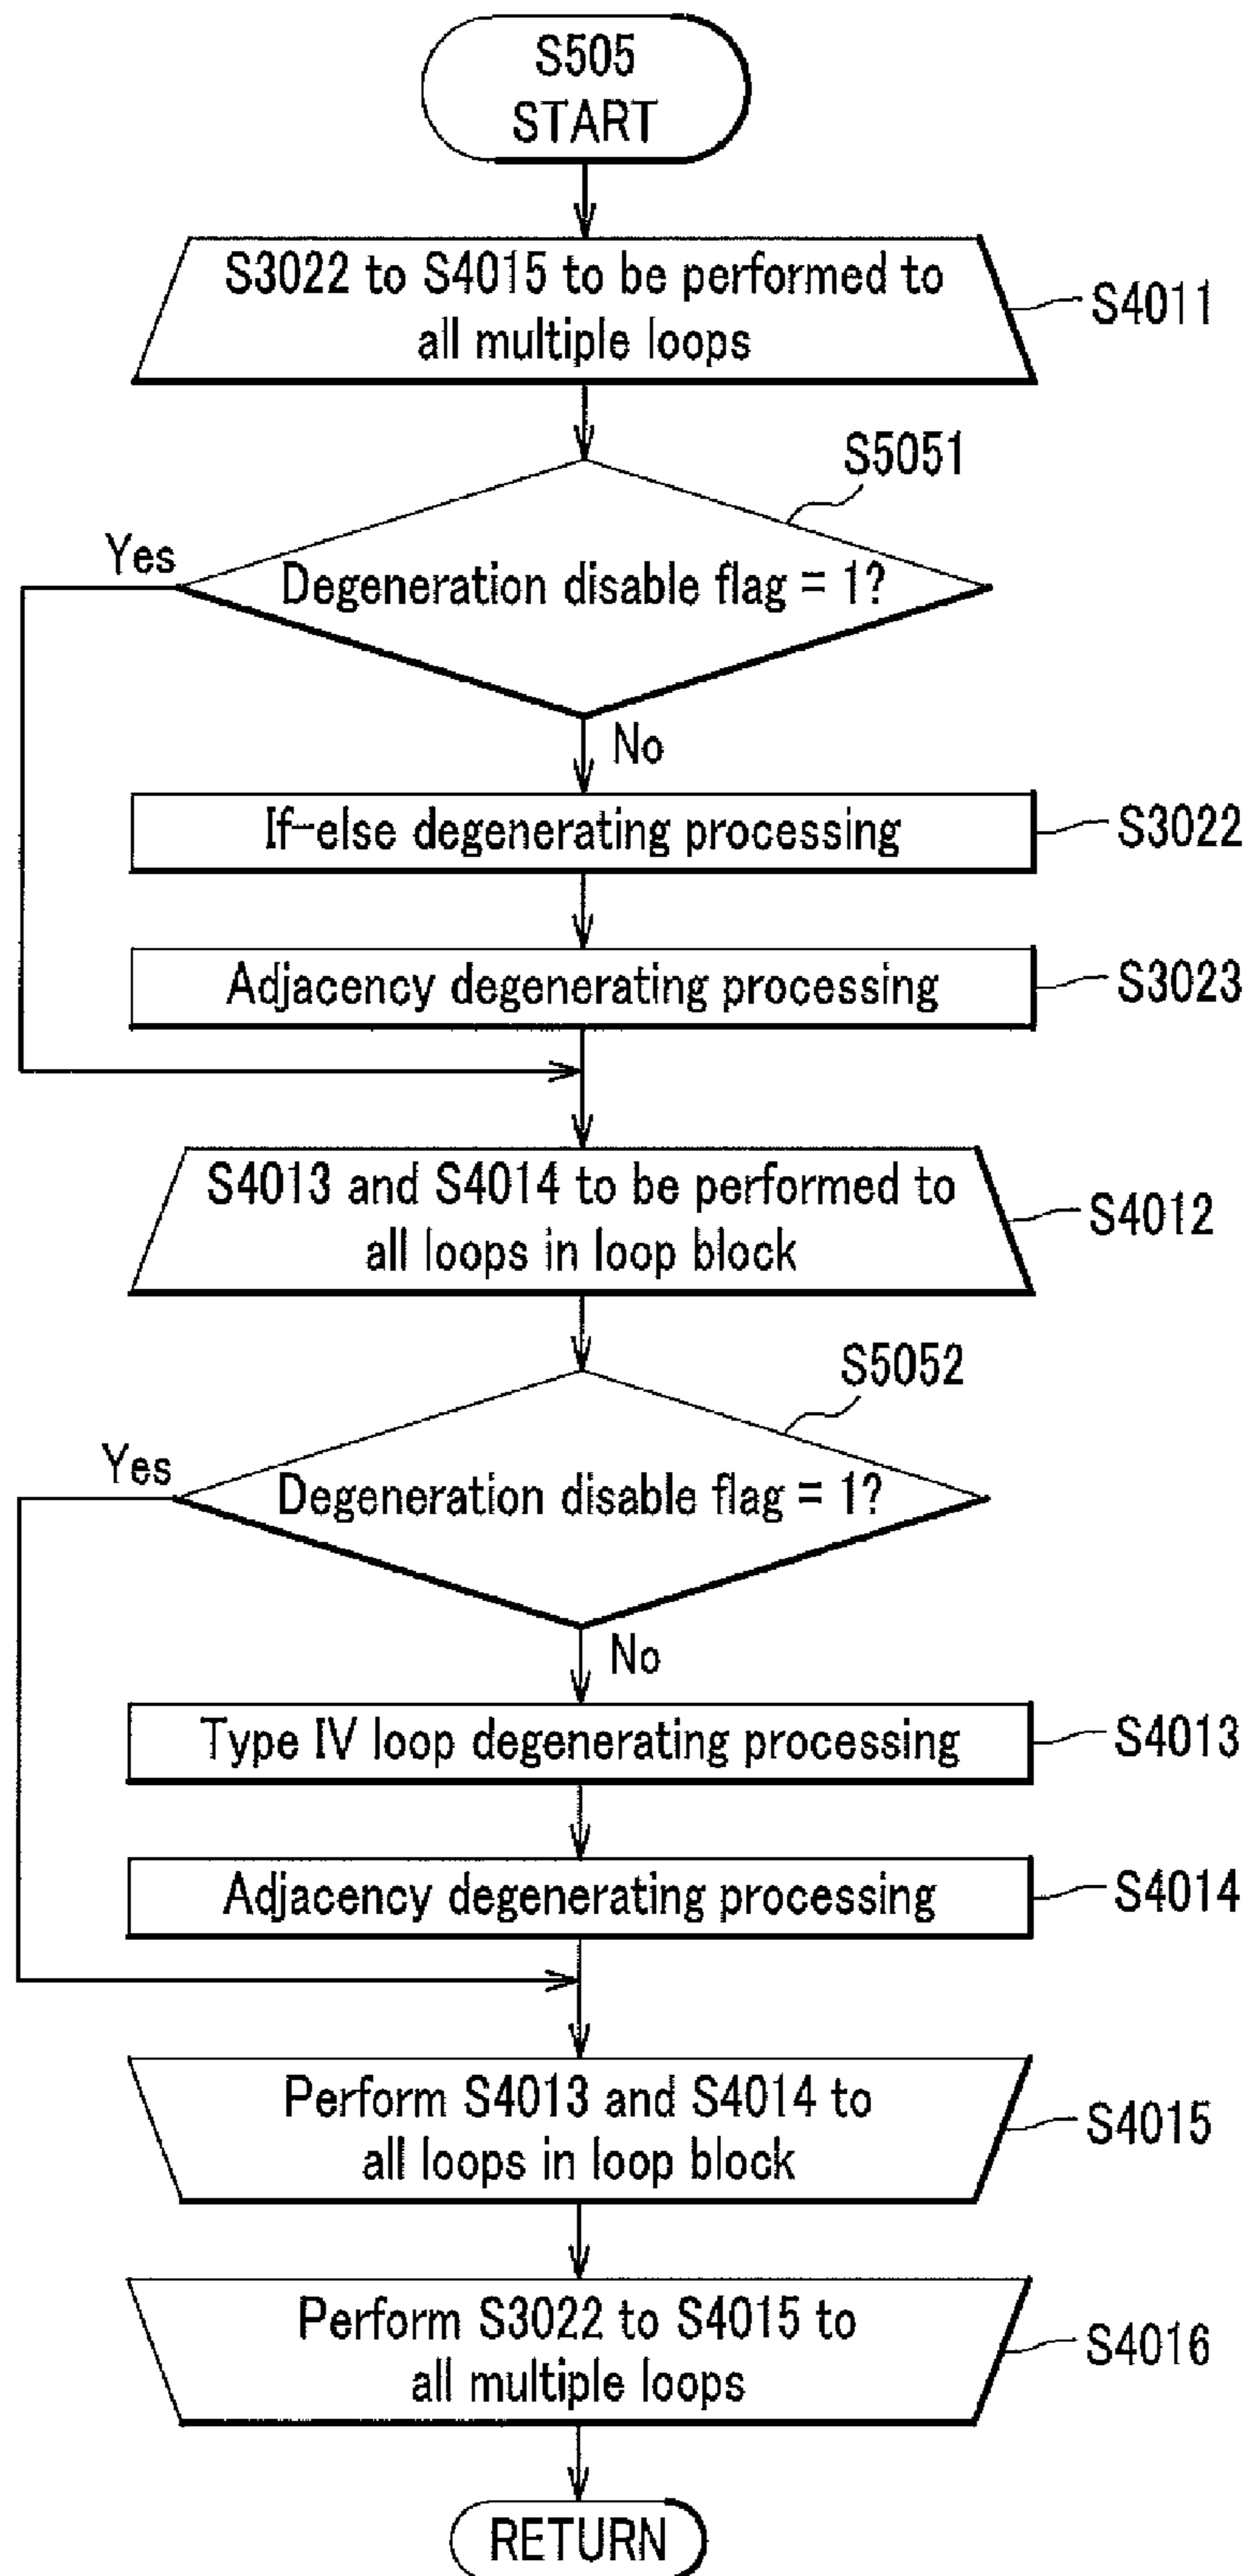 S505
START
S3022 to S4015 to be performed to
all multiple loops
S4011
S5051
Yes
Degeneration disable flag = 1?
No
If-else degenerating processing
S3022
Adjacency degenerating processing
S3023
S4013 and S4014 to be performed to
all loops in loop block
S4012
S5052
Yes
Degeneration disable flag = 1?
No
Type IV loop degenerating processing
S4013
Adjacency degenerating processing
S4014
Perform S4013 and S4014 to
all loops in loop block
S4015
Perform S3022 to S4015 to
all multiple loops
S4016
RETURN